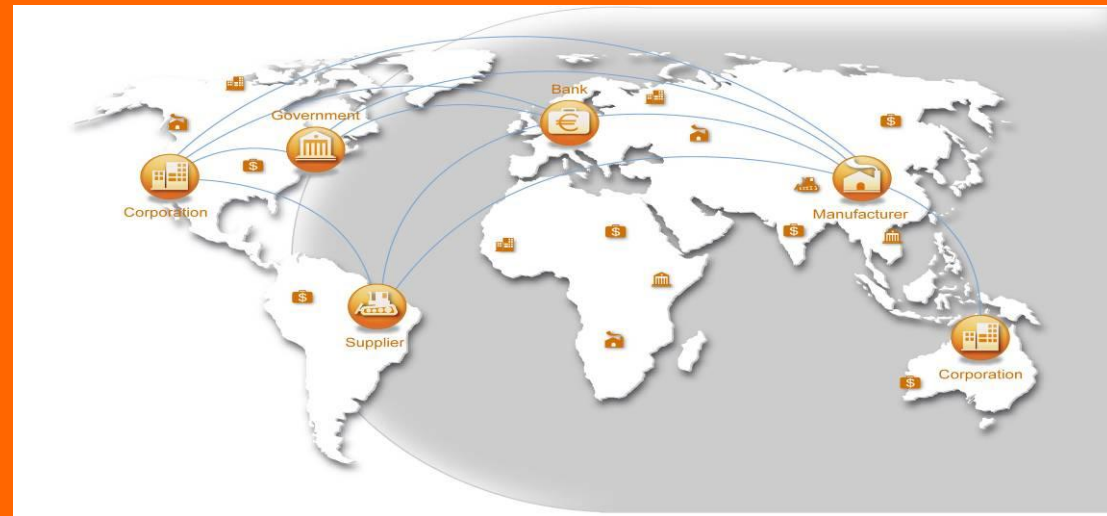 Bank
Government
Corporation
Manufacturer
Supplier
Corporation
€
$
$
$
$
$
$